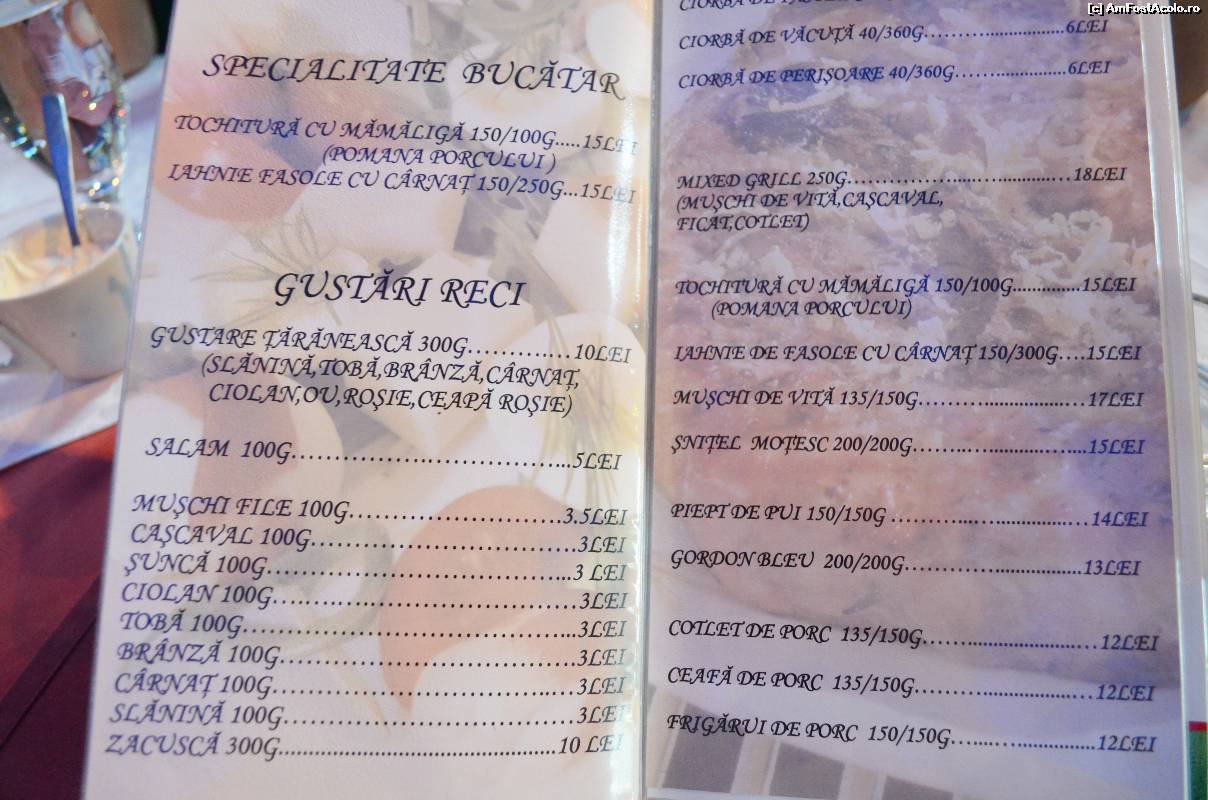 [c] AmFostAcolo.ro
SPECIALITATE BUCĂTAR
TOCHITURĂ CU MĂMĂLIGĂ 150/100G.....15LEI
(POMANA PORCULUI )
IAHNIE FASOLE CU CÂRNAȚ 150/250G...15LEI
GUSTĂRI RECI
GUSTARE ȚĂRĂNEASCĂ 300G...............10LEI
(SLĂNINĂ,TOBĂ,BRÂNZĂ,CÂRNAȚ,
CIOLAN,OU,ROȘIE,CEAPĂ ROȘIE)
SALAM 100G........................................5LEI
MUȘCHI FILE 100G..............................3.5LEI
CAȘCAVAL 100G.....................................3LEI
ȘUNCĂ 100G..........................................3 LEI
CIOLAN 100G.........................................3LEI
TOBĂ 100G.............................................3LEI
BRÂNZĂ 100G.........................................3LEI
CÂRNAȚ 100G.........................................3LEI
SLĂNINĂ 100G........................................3LEI
ZACUSCĂ 300G..........................................10 LEI
CIORBĂ DE VĂCUȚĂ 40/360G.........................6LEI
CIORBĂ DE PERIȘOARE 40/360G....................6LEI
MIXED GRILL 250G....................................18LEI
(MUȘCHI DE VITĂ,CAȘCAVAL,
FICAT,COTLET)
TOCHITURĂ CU MĂMĂLIGĂ 150/100G.............15LEI
(POMANA PORCULUI)
IAHNIE DE FASOLE CU CÂRNAȚ 150/300G....15LEI
MUȘCHI DE VITĂ 135/150G...........................17LEI
ȘNIȚEL MOȚESC 200/200G............................15LEI
PIEPT DE PUI 150/150G ...............................14LEI
GORDON BLEU 200/200G............................13LEI
COTLET DE PORC 135/150G...........................12LEI
CEAFĂ DE PORC 135/150G............................12LEI
FRIGĂRUI DE PORC 150/150G.......................12LEI